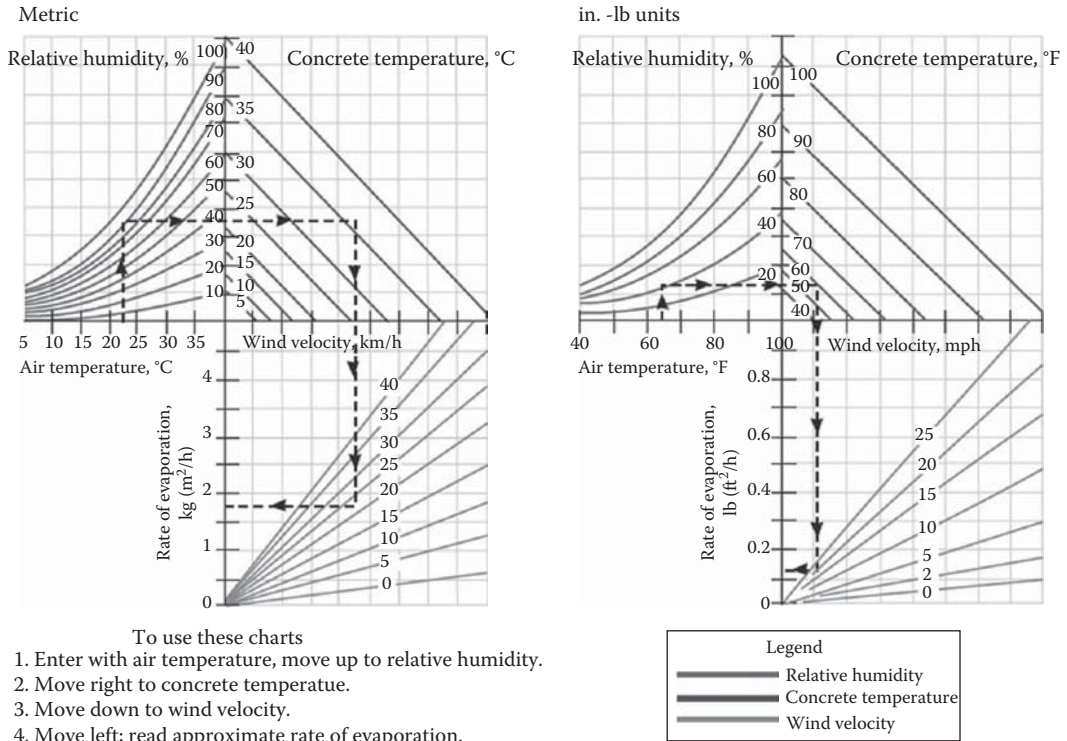 Metric
Relative humidity, %
Concrete temperature, °C
100
90
80
70
60
50
40
30
20
10
40
35
30
25
20
15
10
5
5 10 15 20 25 30 35
Wind velocity, km/h
Air temperature, °C
Rate of evaporation,
kg (m²/h)
4
3
2
1
0
40
35
30
25
20
15
10
5
0
in. -lb units
Relative humidity, %
Concrete temperature, °F
100
80
60
40
20
100
90
80
70
60
50
40
40 60 80 100
Wind velocity, mph
Air temperature, °F
Rate of evaporation,
lb (ft²/h)
0.8
0.6
0.4
0.2
0
25
20
15
10
5
2
0
To use these charts
1. Enter with air temperature, move up to relative humidity.
2. Move right to concrete temperatue.
3. Move down to wind velocity.
4. Move left: read approximate rate of evaporation.
Legend
Relative humidity
Concrete temperature
Wind velocity